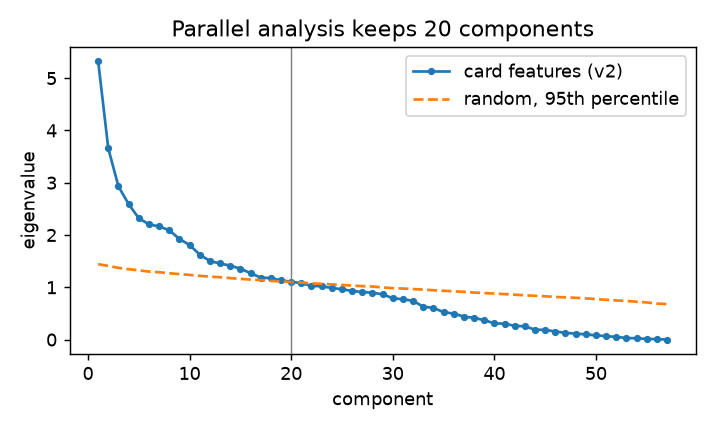 Parallel analysis keeps 20 components
card features (v2)
random, 95th percentile
eigenvalue
5
4
3
2
1
0
0 10 20 30 40 50
component